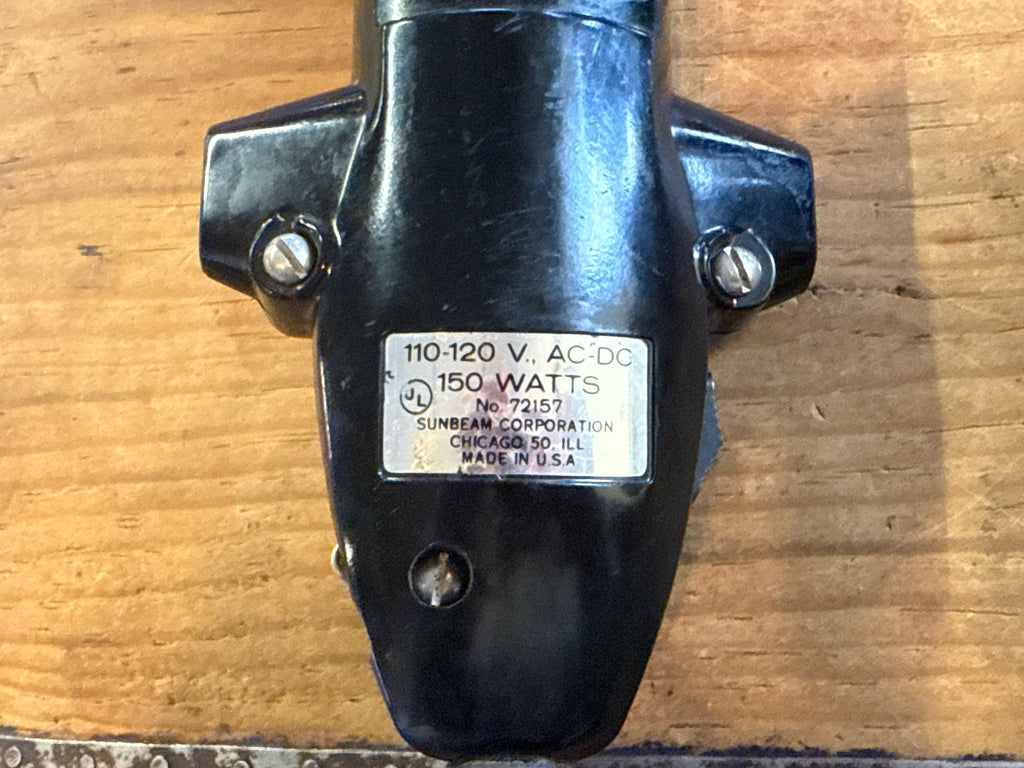 110-120 V., AC-DC
UL 150 WATTS
No. 72157
SUNBEAM CORPORATION
CHICAGO 50, ILL
MADE IN U.S.A